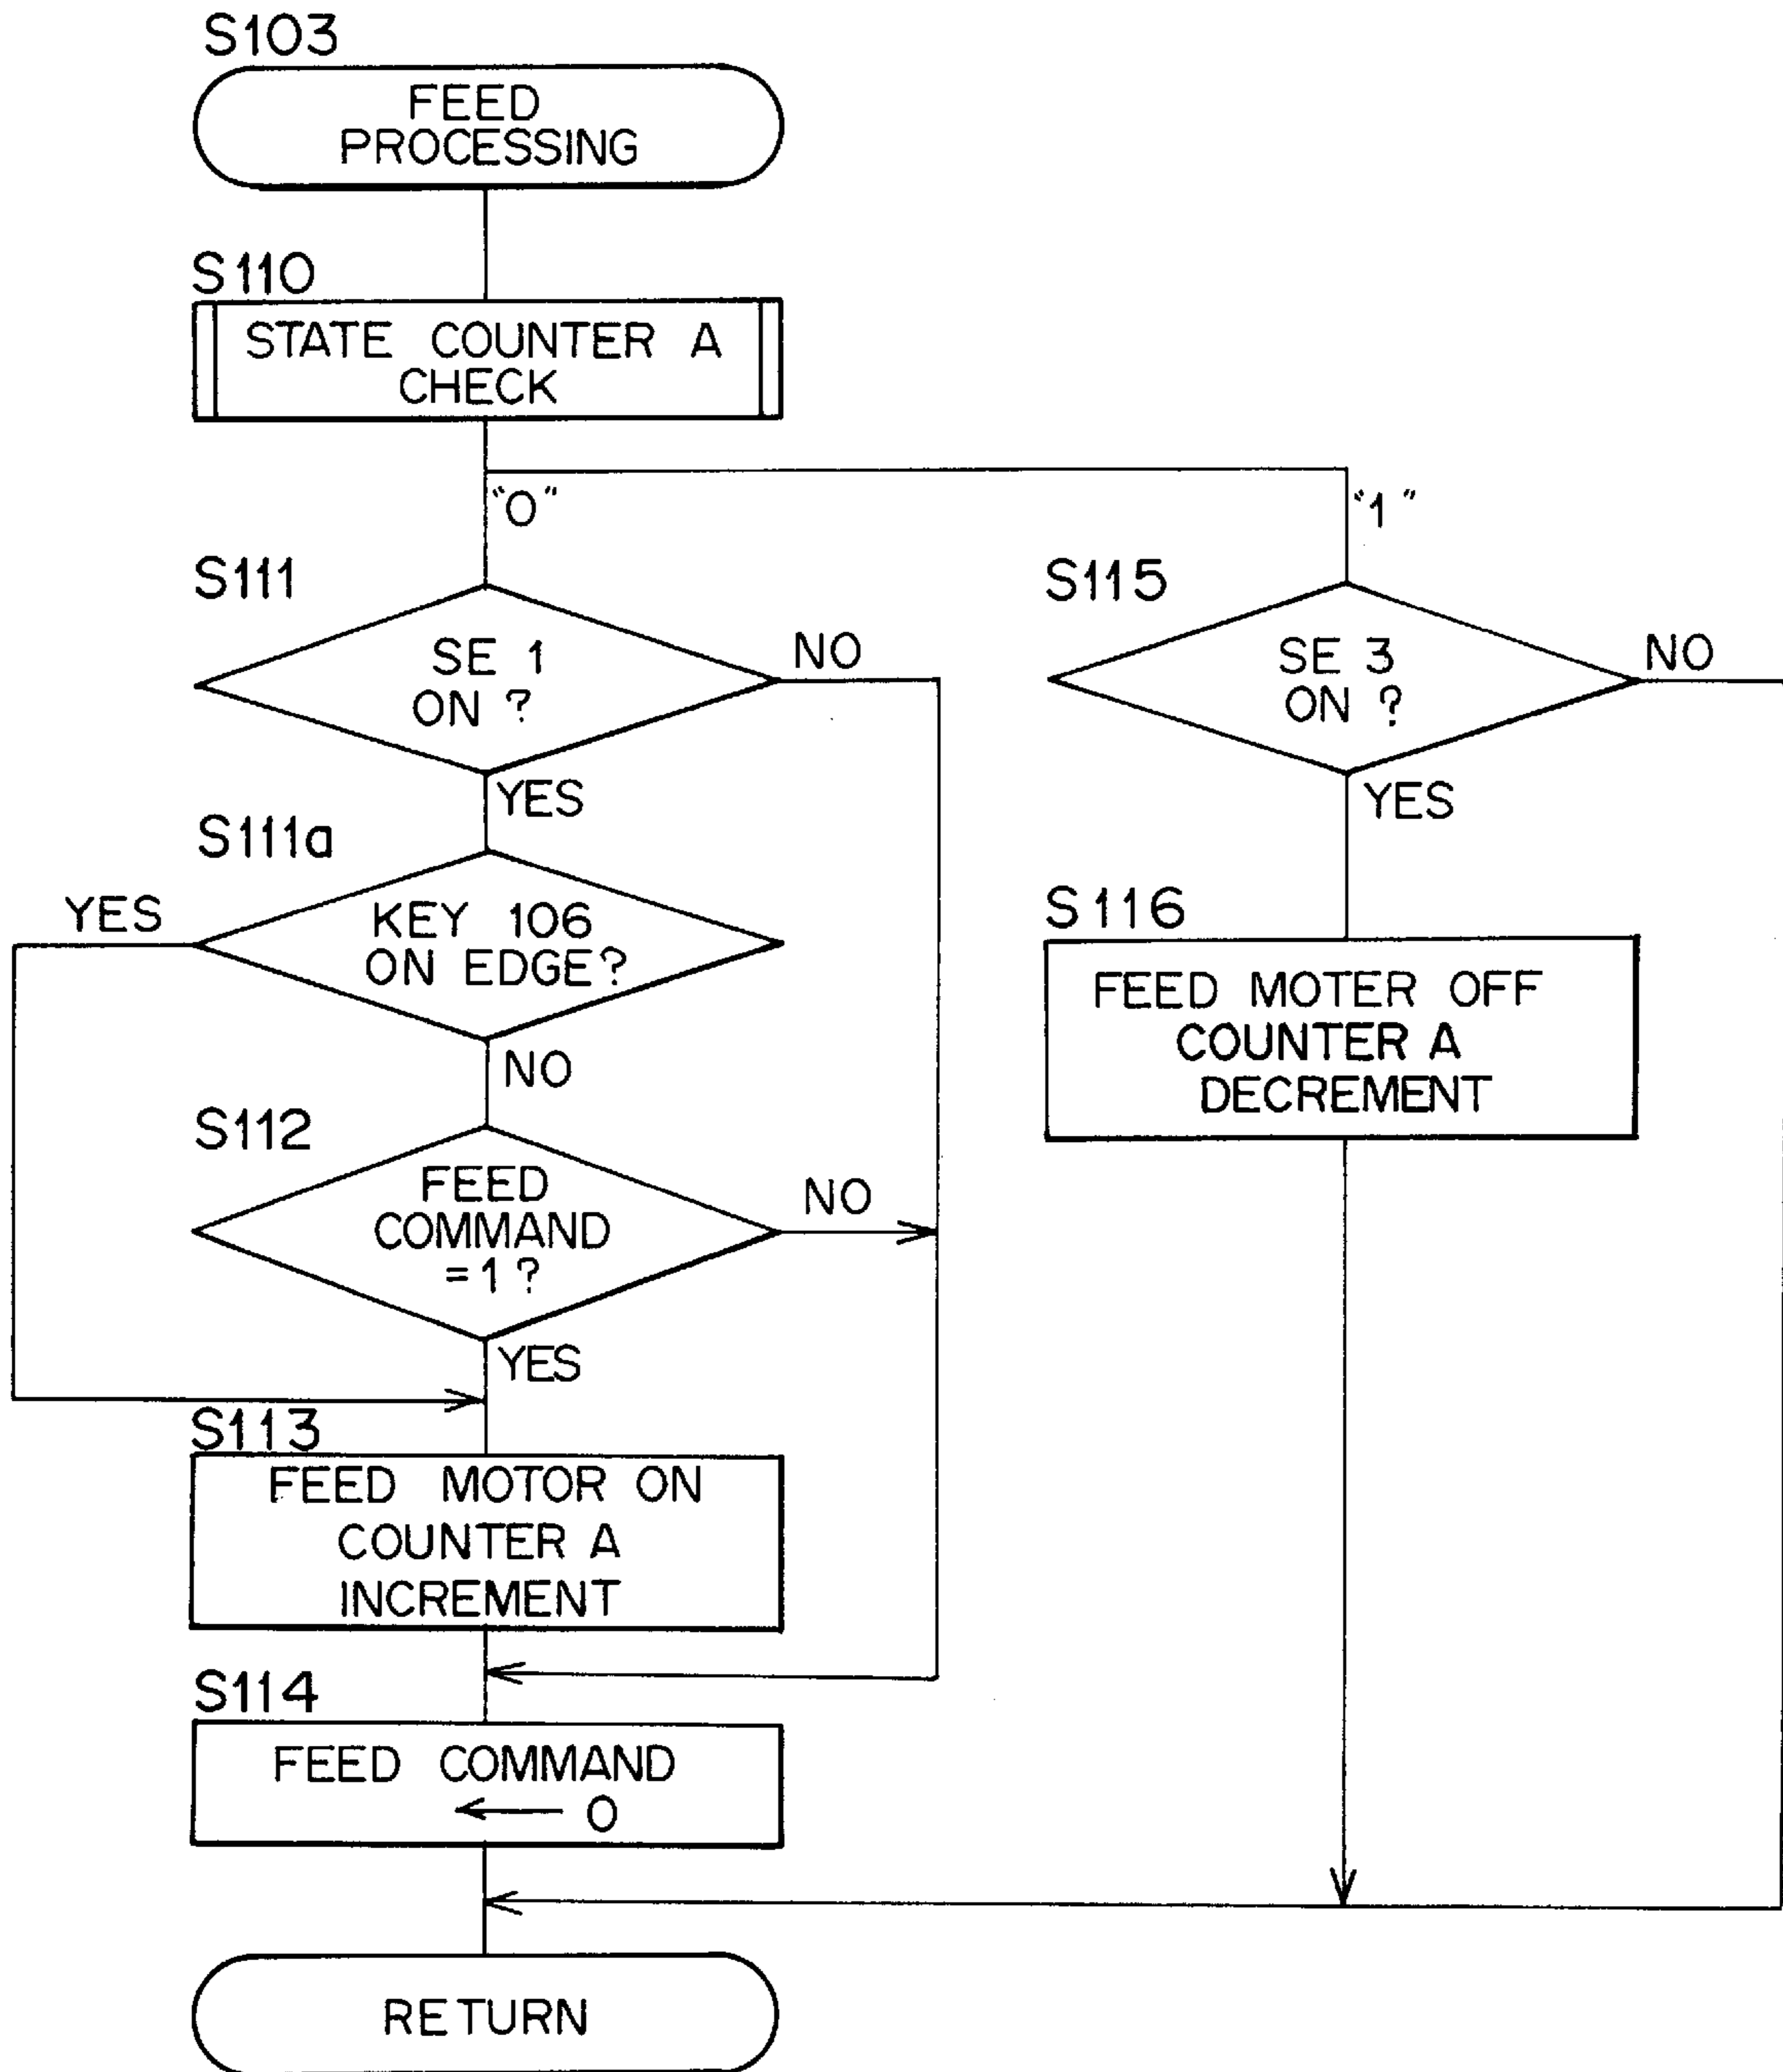 S103
FEED
PROCESSING
S110
STATE COUNTER A
CHECK
"0"
"1"
S111
SE 1
ON ?
NO
YES
S111a
YES
KEY 106
ON EDGE?
NO
S112
FEED
COMMAND
=1 ?
NO
YES
S113
FEED MOTOR ON
COUNTER A
INCREMENT
S114
FEED COMMAND
← 0
S115
SE 3
ON ?
NO
YES
S116
FEED MOTER OFF
COUNTER A
DECREMENT
RETURN